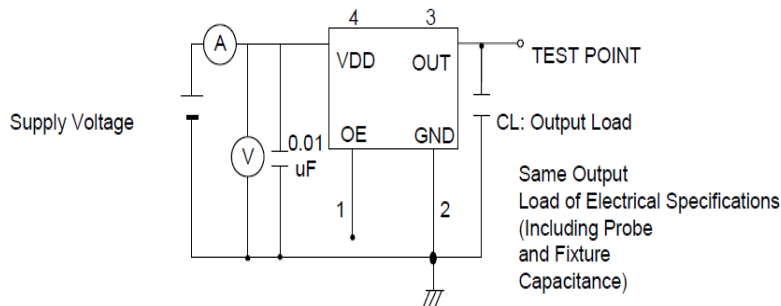 4
3
A
VDD
OUT
TEST POINT
Supply Voltage
V
0.01
uF
OE
GND
CL: Output Load
1
2
Same Output
Load of Electrical Specifications
(Including Probe
and Fixture
Capacitance)